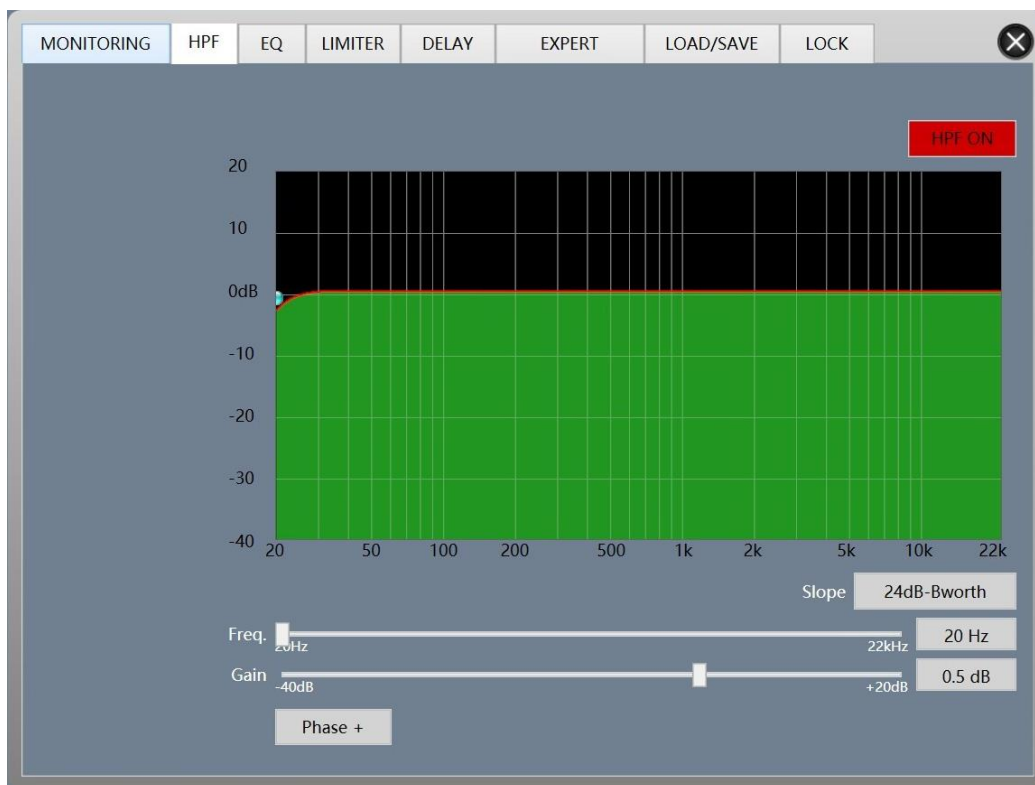 MONITORING HPF EQ LIMITER DELAY EXPERT LOAD/SAVE LOCK
HPF ON
20
10
0dB
-10
-20
-30
-40
20 50 100 200 500 1k 2k 5k 10k 22k
Slope 24dB-Bworth
Freq. 20 Hz
20Hz 22kHz
Gain 0.5 dB
-40dB +20dB
Phase +